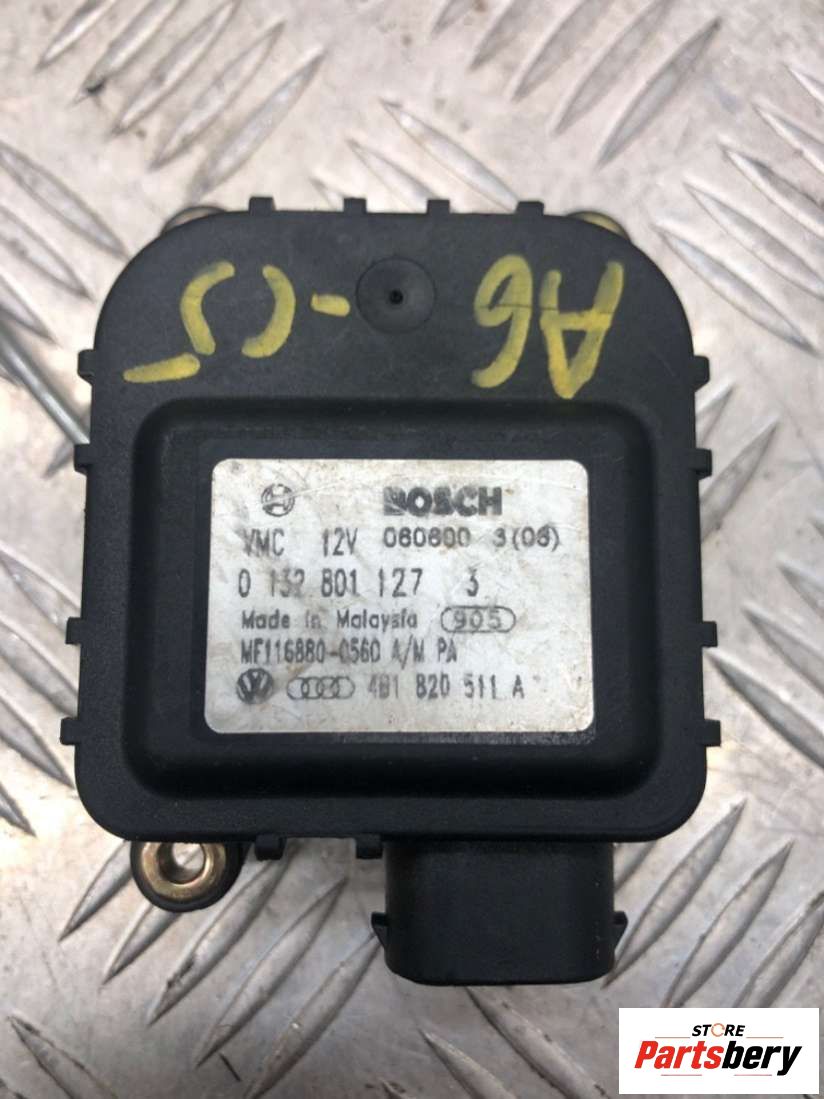 A6 - C5
BOSCH
VMC 12V 060600 3(06)
0 132 801 127 3
Made in Malaysia 905
MF116880-0560 A/M PA
4B1 820 511 A
STORE
Partsbery